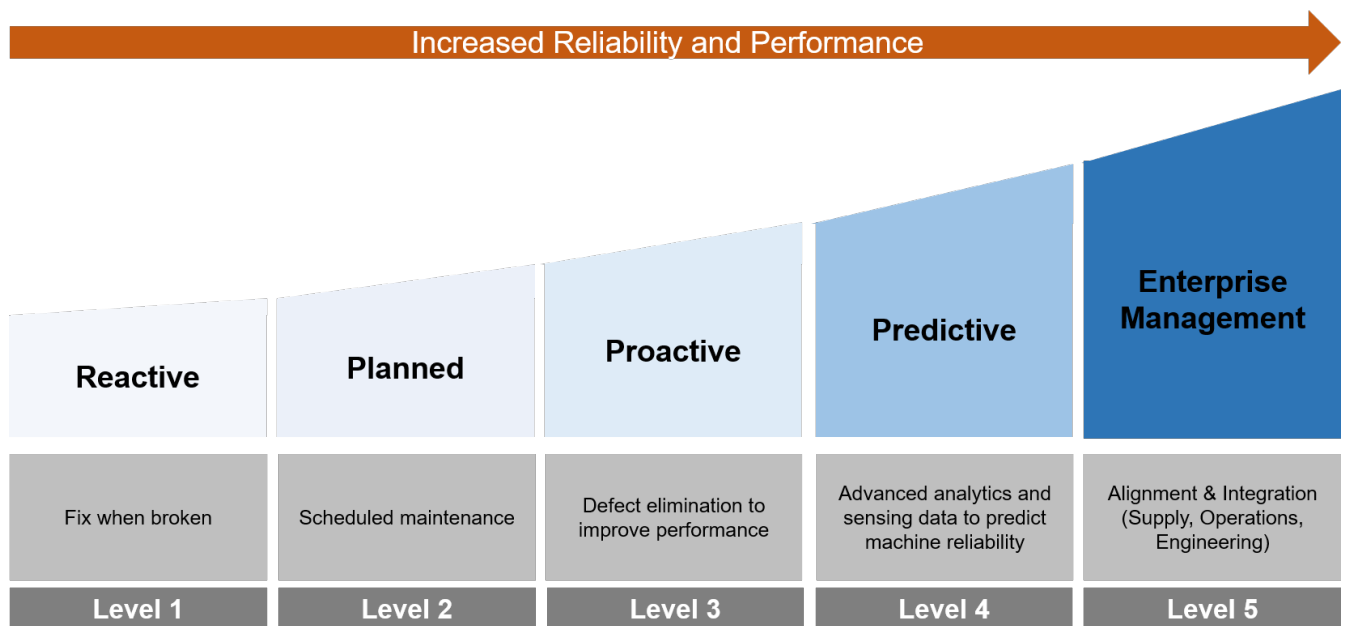 Increased Reliability and Performance
Reactive
Planned
Proactive
Predictive
Enterprise
Management
Fix when broken
Scheduled maintenance
Defect elimination to
improve performance
Advanced analytics and
sensing data to predict
machine reliability
Alignment & Integration
(Supply, Operations,
Engineering)
Level 1
Level 2
Level 3
Level 4
Level 5